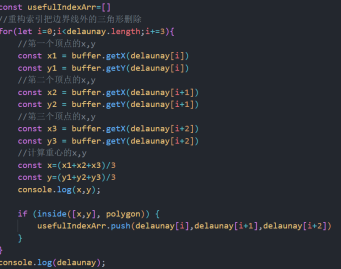 const usefulIndexArr=[]
//重构索引把边界线外的三角形删除
for(let i=0;i<delaunay.length;i+=3){
//第一个顶点的x,y
const x1 = buffer.getX(delaunay[i])
const y1 = buffer.getY(delaunay[i])
//第二个顶点的x,y
const x2 = buffer.getX(delaunay[i+1])
const y2 = buffer.getY(delaunay[i+1])
//第三个顶点的x,y
const x3 = buffer.getX(delaunay[i+2])
const y3 = buffer.getY(delaunay[i+2])
//计算重心的x,y
const x=(x1+x2+x3)/3
const y=(y1+y2+y3)/3
console.log(x,y);
if (inside([x,y], polygon)) {
usefulIndexArr.push(delaunay[i],delaunay[i+1],delaunay[i+2])
}
}
console.log(delaunay);